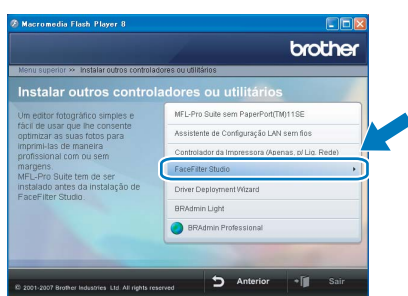 Macromedia Flash Player 8
brother
Menu superior >> Instalar outros controladores ou utilitários
Instalar outros controladores ou utilitários
Um editor fotográfico simples e
fácil de usar que lhe consente
optimizar as suas fotos para
imprimi-las de maneira
profissional com ou sem
margens.
MFL-Pro Suite tem de ser
instalado antes da instalação de
FaceFilter Studio.
MFL-Pro Suite sem PaperPort(TM)11SE
Assistente de Configuração LAN sem fios
Controlador da Impressora (Apenas, p/ Lig. Rede)
FaceFilter Studio
Driver Deployment Wizard
BRAdmin Light
BRAdmin Professional
© 2001-2007 Brother Industries Ltd. All rights reserved
Anterior
Sair